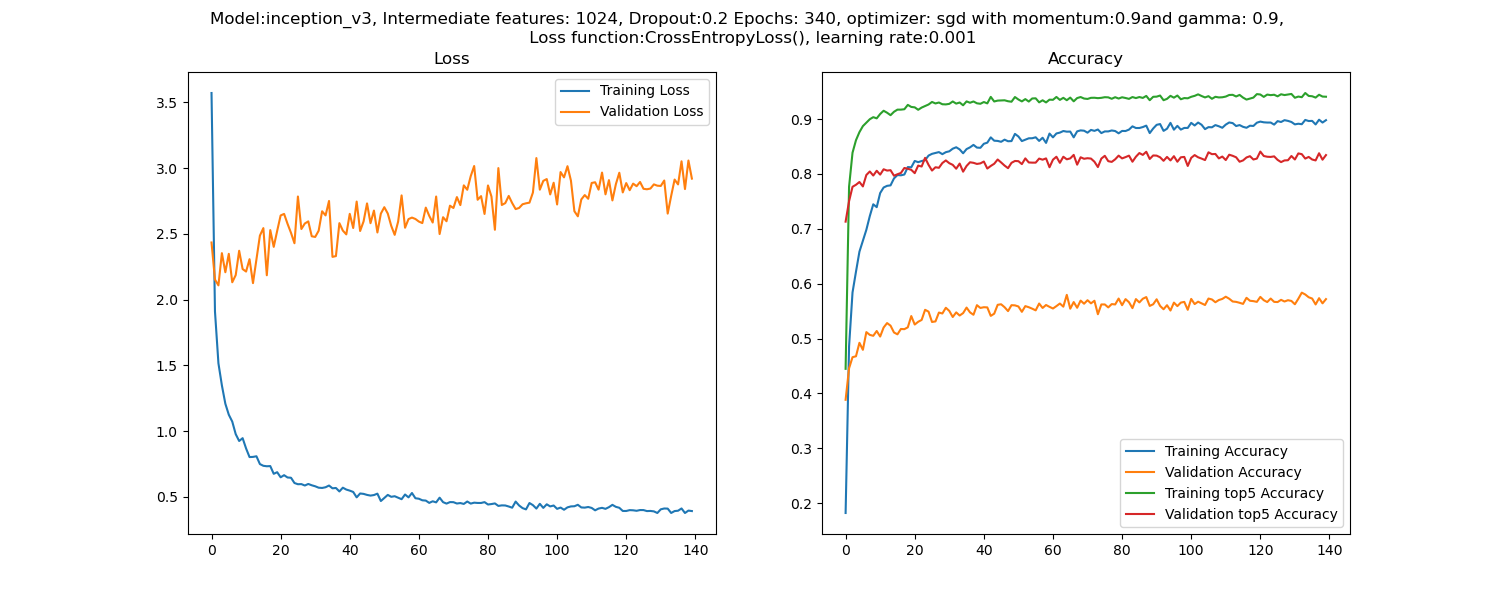 Model:inception_v3, Intermediate features: 1024, Dropout:0.2 Epochs: 340, optimizer: sgd with momentum:0.9and gamma: 0.9,
Loss function:CrossEntropyLoss(), learning rate:0.001
Loss
3.5
3.0
2.5
2.0
1.5
1.0
0.5
0 20 40 60 80 100 120 140
Training Loss
Validation Loss
Accuracy
0.9
0.8
0.7
0.6
0.5
0.4
0.3
0.2
0 20 40 60 80 100 120 140
Training Accuracy
Validation Accuracy
Training top5 Accuracy
Validation top5 Accuracy